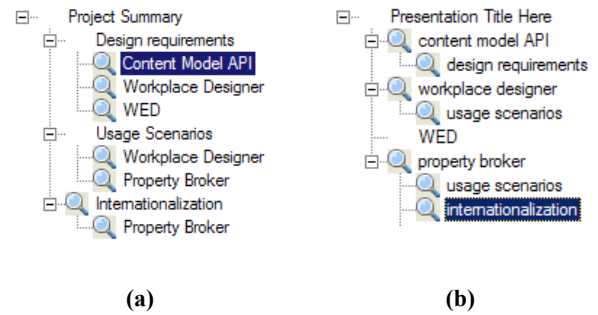 Project Summary
Design requirements
Content Model API
Workplace Designer
WED
Usage Scenarios
Workplace Designer
Property Broker
Internationalization
Property Broker
(a)
Presentation Title Here
content model API
design requirements
workplace designer
usage scenarios
WED
property broker
usage scenarios
internationalization
(b)